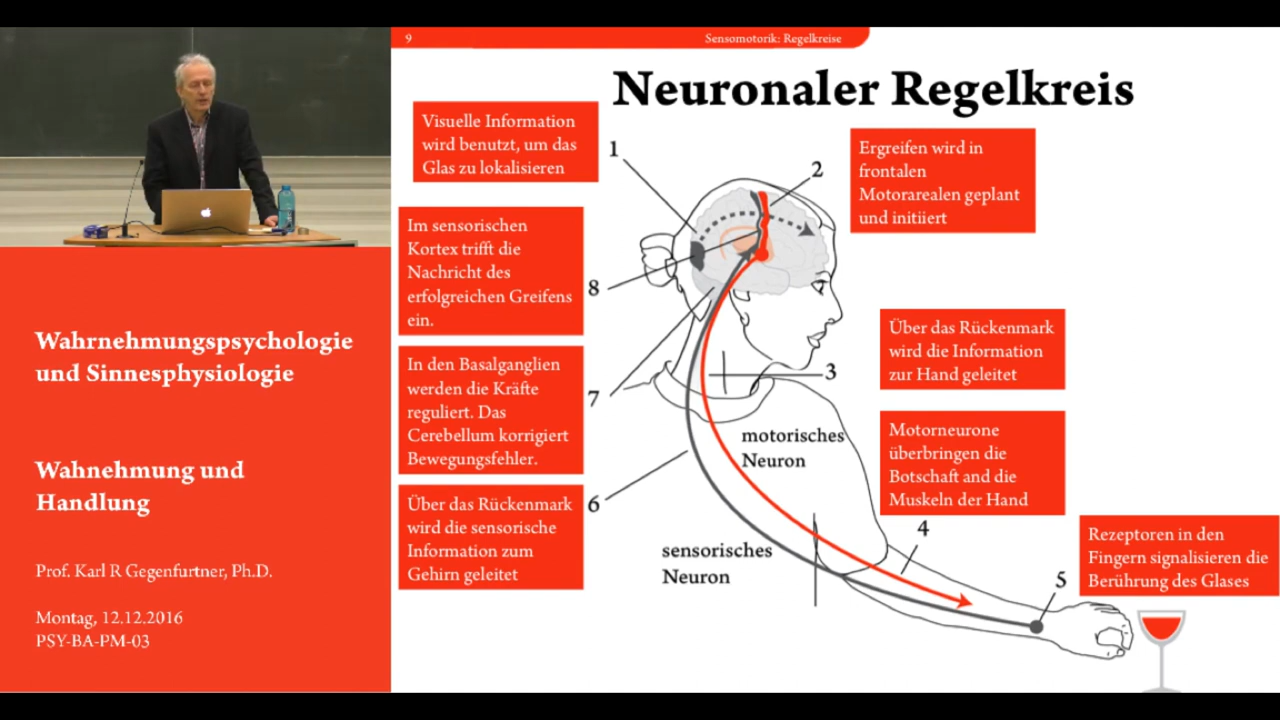 9
Sensomotorik: Regelkreise
Neuronaler Regelkreis
Visuelle Information
wird benutzt, um das
Glas zu lokalisieren
1
2
Ergreifen wird in
frontalen
Motorarealen geplant
und initiiert
Im sensorischen
Kortex trifft die
Nachricht des
erfolgreichen Greifens
ein.
8
Über das Rückenmark
wird die Information
zur Hand geleitet
3
In den Basalganglien
werden die Kräfte
reguliert. Das
Cerebellum korrigiert
Bewegungsfehler.
7
motorisches
Neuron
Motorneurone
überbringen die
Botschaft and die
Muskeln der Hand
Über das Rückenmark
wird die sensorische
Information zum
Gehirn geleitet
6
sensorisches
Neuron
4
5
Rezeptoren in den
Fingern signalisieren die
Berührung des Glases
Wahrnehmungspsychologie
und Sinnesphysiologie
Wahnehmung und
Handlung
Prof. Karl R Gegenfurtner, Ph.D.
Montag, 12.12.2016
PSY-BA-PM-03